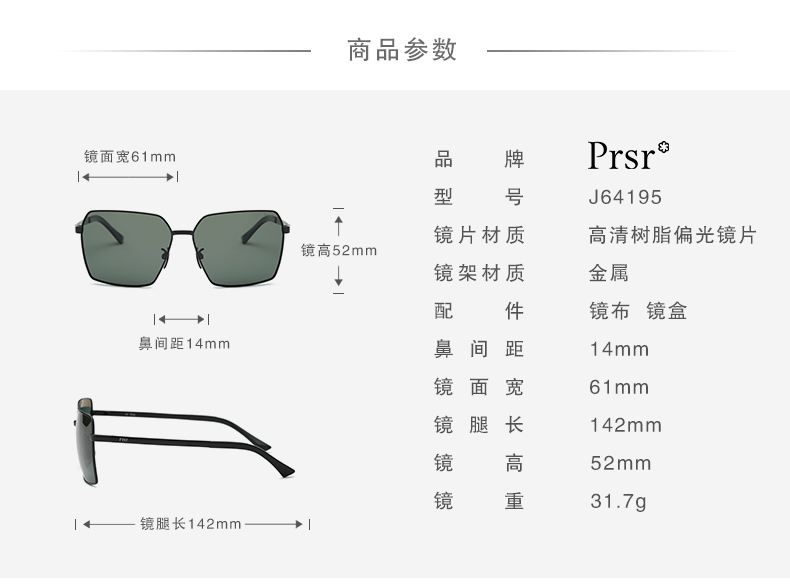 商品参数
镜面宽61mm
镜高52mm
鼻间距14mm
镜腿长142mm
品牌 Prsr
型号 J64195
镜片材质 高清树脂偏光镜片
镜架材质 金属
配件 镜布 镜盒
鼻间距 14mm
镜面宽 61mm
镜腿长 142mm
镜高 52mm
镜重 31.7g